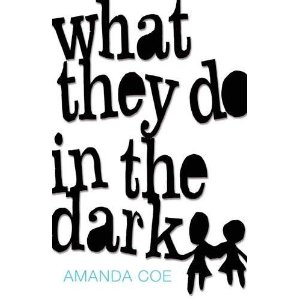 what
they do
in the
dark
AMANDA COE